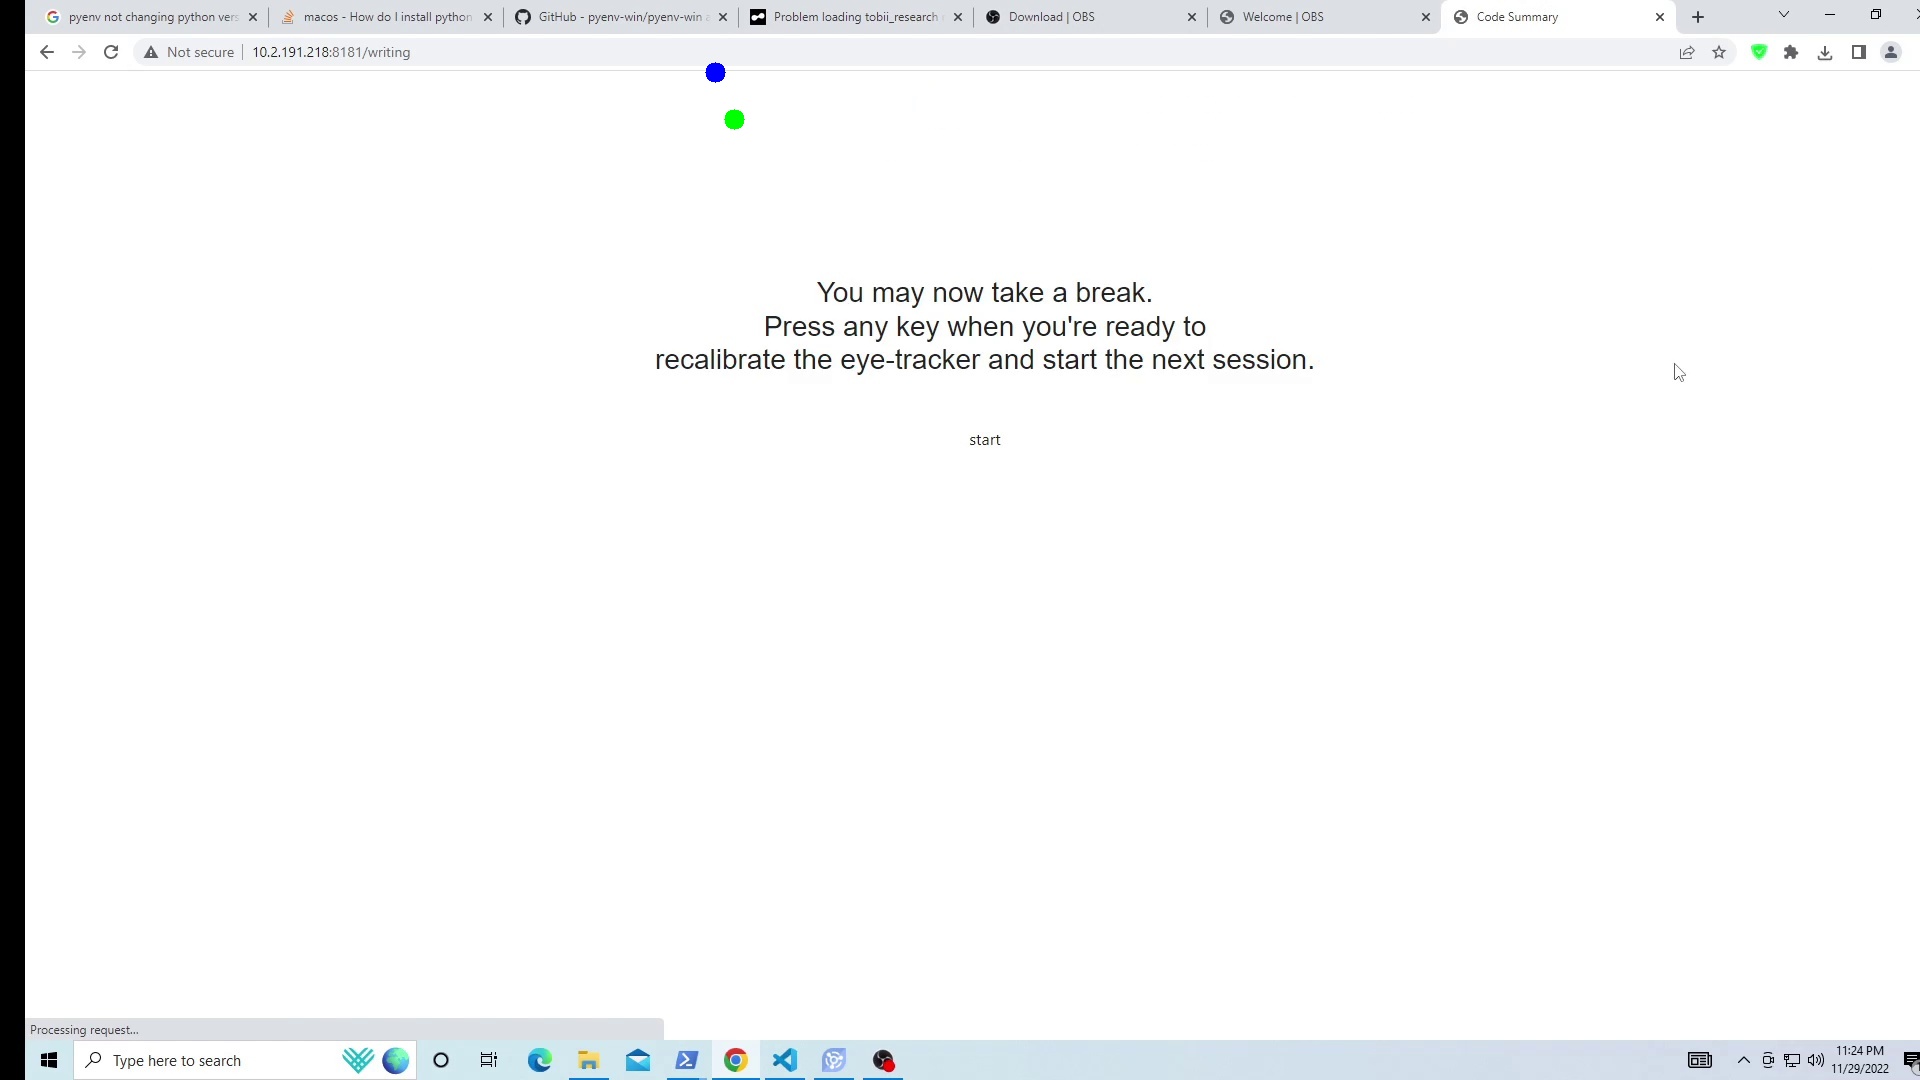 pyenv not changing python vers
macos - How do I install python
GitHub - pyenv-win/pyenv-win a
Problem loading tobii_research
Download | OBS
Welcome | OBS
Code Summary
Not secure
10.2.191.218:8181/writing
You may now take a break.
Press any key when you're ready to
recalibrate the eye-tracker and start the next session.
start
Processing request...
Type here to search
11:24 PM
11/29/2022